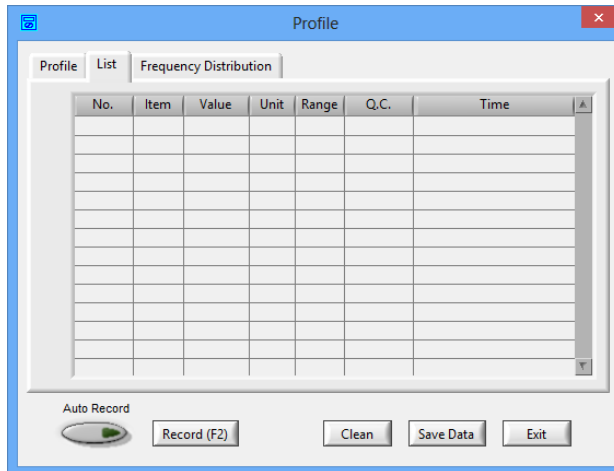 Profile
Profile List Frequency Distribution
No. Item Value Unit Range Q.C. Time
Auto Record
Record (F2) Clean Save Data Exit